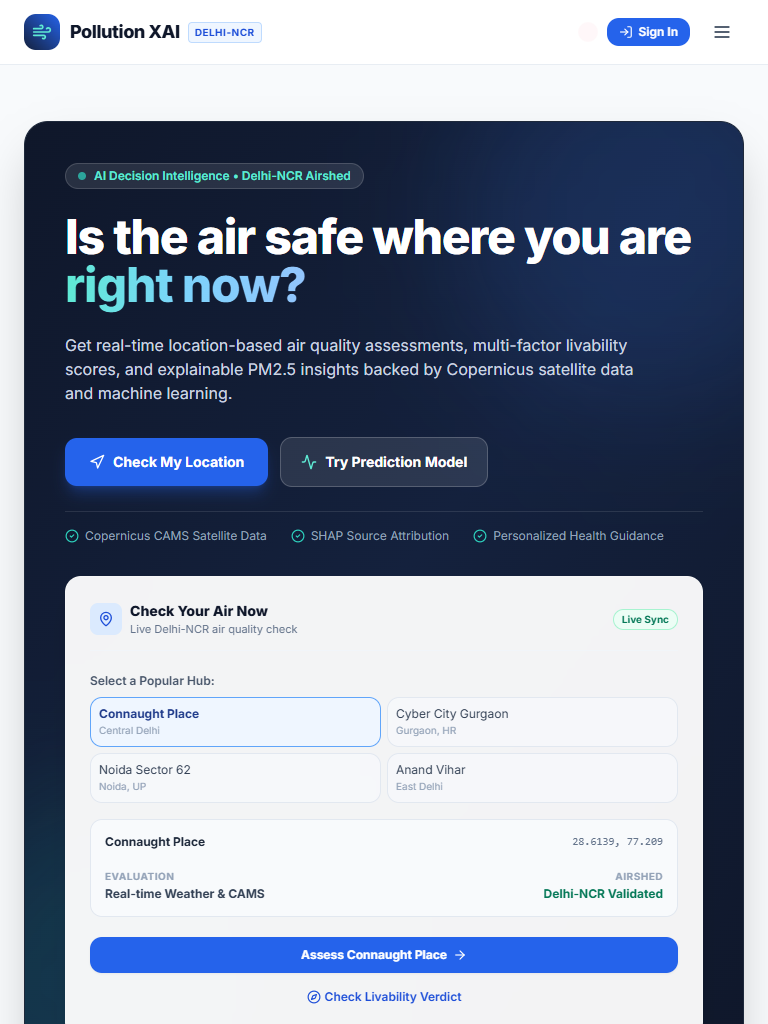 Pollution XAI
DELHI-NCR
Sign In
AI Decision Intelligence • Delhi-NCR Airshed
Is the air safe where you are
right now?
Get real-time location-based air quality assessments, multi-factor livability
scores, and explainable PM2.5 insights backed by Copernicus satellite data
and machine learning.
Check My Location
Try Prediction Model
Copernicus CAMS Satellite Data
SHAP Source Attribution
Personalized Health Guidance
Check Your Air Now
Live Delhi-NCR air quality check
Live Sync
Select a Popular Hub:
Connaught Place
Central Delhi
Cyber City Gurgaon
Gurgaon, HR
Noida Sector 62
Noida, UP
Anand Vihar
East Delhi
Connaught Place
28.6139, 77.209
EVALUATION
AIRSHED
Real-time Weather & CAMS
Delhi-NCR Validated
Assess Connaught Place
Check Livability Verdict